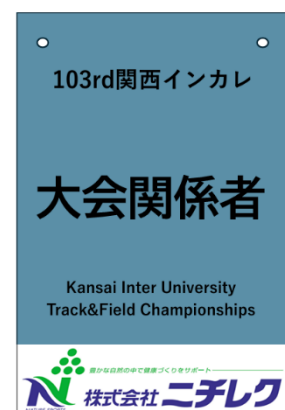 103rd関西インカレ
大会関係者
Kansai Inter University
Track&Field Championships
豊かな自然の中で健康づくりをサポート
株式会社ニチレク
NATURE SPORTS